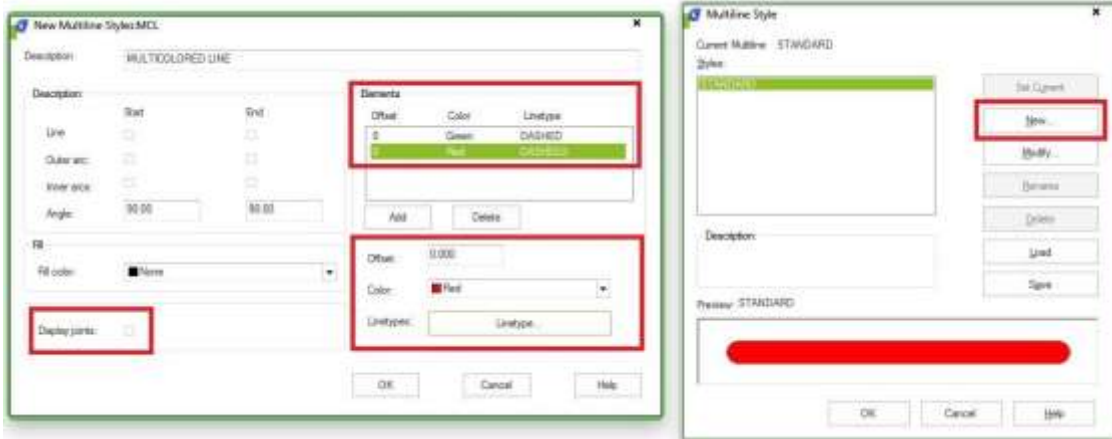 New Multiline Styles:MCL
Description: MULTICOLORED LINE
Description:
Start End
Line
Outer arc:
Inner arcs:
Angle: 90.00 90.00
Fill
Fill color: None
Display joints:
Elements
Offset Color Linetype
0 Green DASHED
0 Red
Add Delete
Offset: 0.000
Color: Red
Linetypes: Linetype...
OK Cancel Help
Multiline Style
Current Multiline: STANDARD
Styles:
STANDARD
Set Current
New...
Modify...
Rename
Delete
Load
Save
Description:
Preview: STANDARD
OK Cancel Help